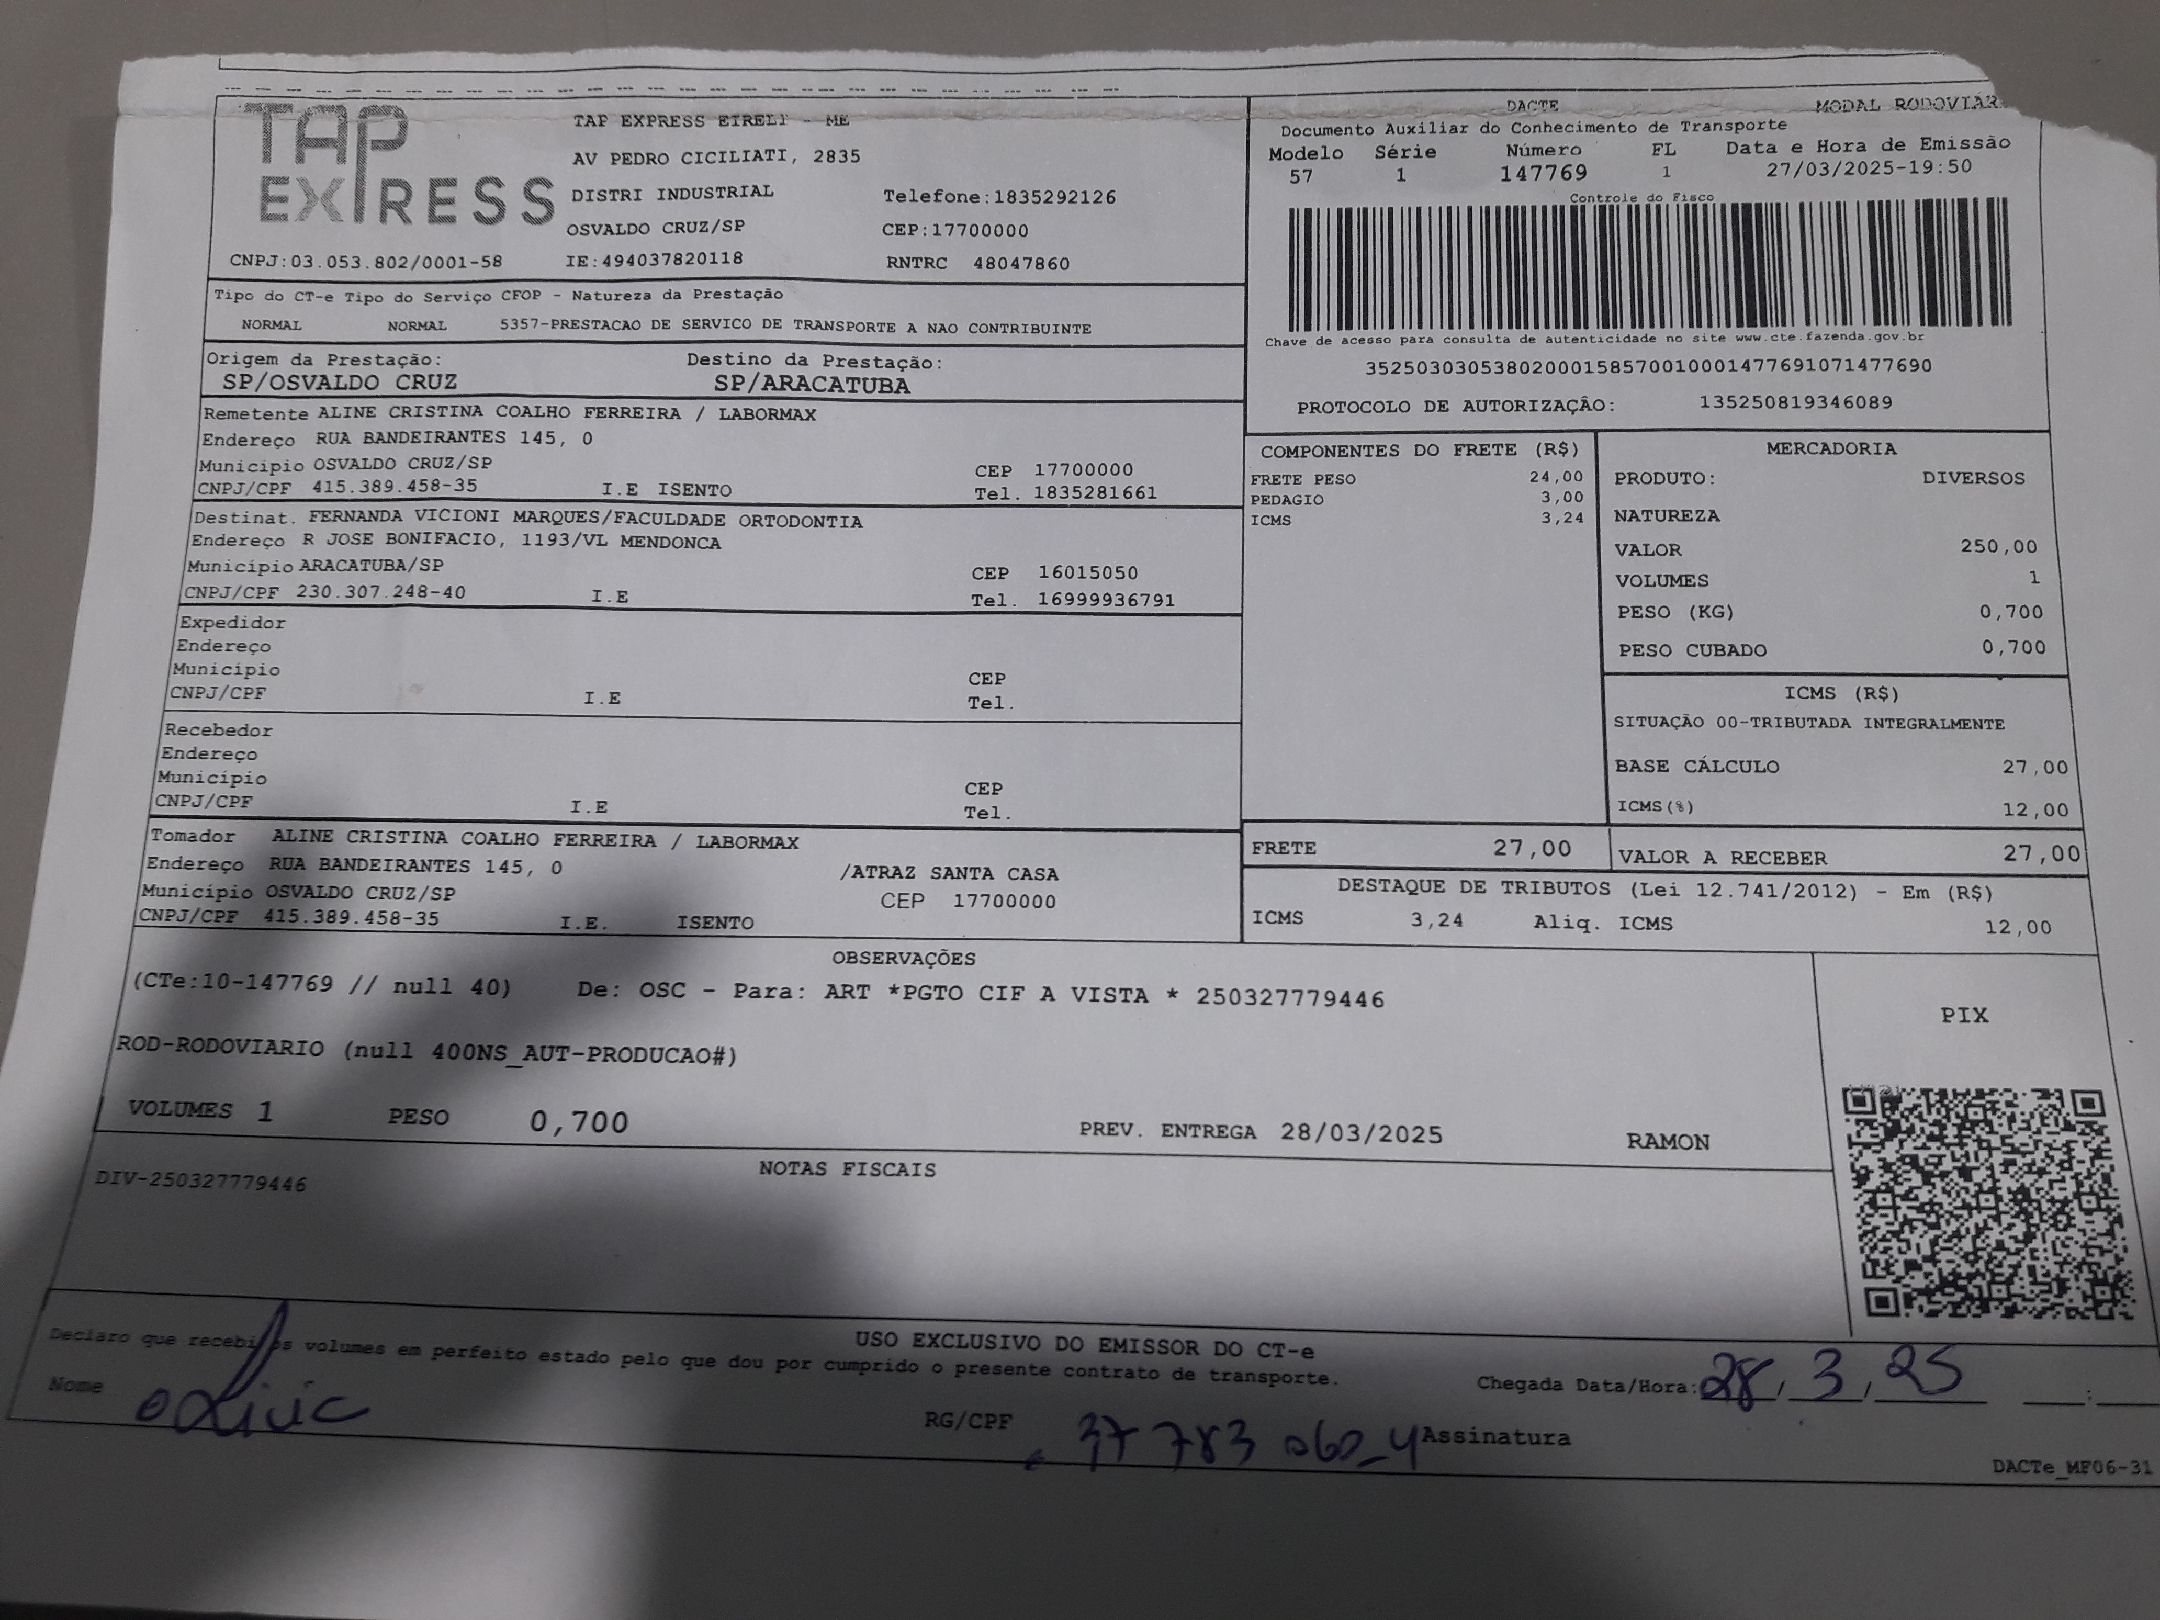 TAP EXPRESS
TAP EXPRESS EIRELI - ME
AV PEDRO CICILIATI, 2835
DISTRI INDUSTRIAL Telefone:1835292126
OSVALDO CRUZ/SP CEP:17700000
CNPJ:03.053.802/0001-58 IE:494037820118 RNTRC 48047860
DACTE MODAL RODOVIÁR
Documento Auxiliar do Conhecimento de Transporte
Modelo Série Número FL Data e Hora de Emissão
57 1 147769 1 27/03/2025-19:50
Controle do Fisco
Chave de acesso para consulta de autenticidade no site www.cte.fazenda.gov.br
35250303053802000158570010001477691071477690
PROTOCOLO DE AUTORIZAÇÃO: 135250819346089
Tipo do CT-e Tipo do Serviço CFOP - Natureza da Prestação
NORMAL NORMAL 5357-PRESTACAO DE SERVICO DE TRANSPORTE A NAO CONTRIBUINTE
Origem da Prestação: Destino da Prestação:
SP/OSVALDO CRUZ SP/ARACATUBA
Remetente ALINE CRISTINA COALHO FERREIRA / LABORMAX
Endereço RUA BANDEIRANTES 145, 0
Município OSVALDO CRUZ/SP CEP 17700000
CNPJ/CPF 415.389.458-35 I.E ISENTO Tel. 1835281661
Destinat. FERNANDA VICIONI MARQUES/FACULDADE ORTODONTIA
Endereço R JOSE BONIFACIO, 1193/VL MENDONCA
Município ARACATUBA/SP CEP 16015050
CNPJ/CPF 230.307.248-40 I.E Tel. 16999936791
Expedidor
Endereço
Município CEP
CNPJ/CPF I.E Tel.
Recebedor
Endereço
Município CEP
CNPJ/CPF I.E Tel.
Tomador ALINE CRISTINA COALHO FERREIRA / LABORMAX
Endereço RUA BANDEIRANTES 145, 0 /ATRAZ SANTA CASA
Município OSVALDO CRUZ/SP CEP 17700000
CNPJ/CPF 415.389.458-35 I.E. ISENTO
COMPONENTES DO FRETE (R$)
FRETE PESO 24,00
PEDAGIO 3,00
ICMS 3,24
MERCADORIA
PRODUTO: DIVERSOS
NATUREZA
VALOR 250,00
VOLUMES 1
PESO (KG) 0,700
PESO CUBADO 0,700
ICMS (R$)
SITUAÇÃO 00-TRIBUTADA INTEGRALMENTE
BASE CÁLCULO 27,00
ICMS(%) 12,00
FRETE 27,00 VALOR A RECEBER 27,00
DESTAQUE DE TRIBUTOS (Lei 12.741/2012) - Em (R$)
ICMS 3,24 Aliq. ICMS 12,00
OBSERVAÇÕES
(CTe:10-147769 // null 40) De: OSC - Para: ART *PGTO CIF A VISTA * 250327779446
ROD-RODOVIARIO (null 400NS_AUT-PRODUCAO#)
VOLUMES 1 PESO 0,700 PREV. ENTREGA 28/03/2025 RAMON
PIX
NOTAS FISCAIS
DIV-250327779446
USO EXCLUSIVO DO EMISSOR DO CT-e
Declaro que recebi os volumes em perfeito estado pelo que dou por cumprido o presente contrato de transporte.
Chegada Data/Hora: 28/3/25 :
Nome RG/CPF 37 783 060_4 Assinatura
DACTe_MF06-31